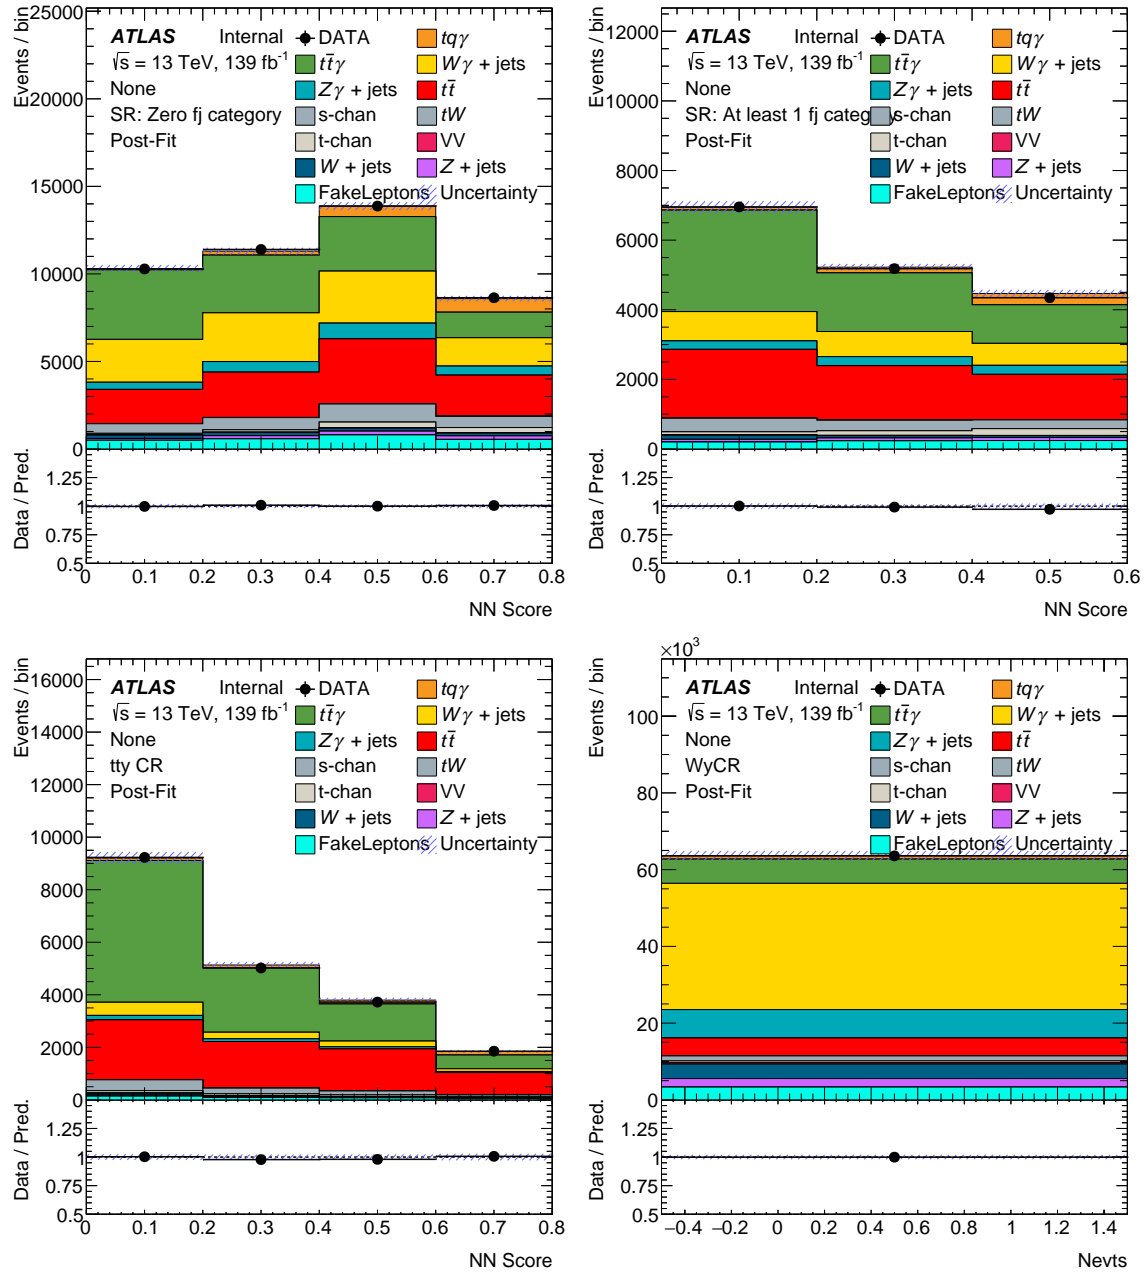 Events / bin
25000
20000
15000
10000
5000
0
ATLAS Internal
√s = 13 TeV, 139 fb-1
None
SR: Zero fj category
Post-Fit
DATA tqγ
tt̄γ Wγ + jets
Zγ + jets tt̄
s-chan tW
t-chan VV
W + jets Z + jets
FakeLeptons Uncertainty
Data / Pred.
1.25
1
0.75
0.5
0 0.1 0.2 0.3 0.4 0.5 0.6 0.7 0.8
NN Score
Events / bin
12000
10000
8000
6000
4000
2000
0
ATLAS Internal
√s = 13 TeV, 139 fb-1
None
SR: At least 1 fj category
Post-Fit
DATA tqγ
tt̄γ Wγ + jets
Zγ + jets tt̄
s-chan tW
t-chan VV
W + jets Z + jets
FakeLeptons Uncertainty
Data / Pred.
1.25
1
0.75
0.5
0 0.1 0.2 0.3 0.4 0.5 0.6
NN Score
Events / bin
16000
14000
12000
10000
8000
6000
4000
2000
0
ATLAS Internal
√s = 13 TeV, 139 fb-1
None
tty CR
Post-Fit
DATA tqγ
tt̄γ Wγ + jets
Zγ + jets tt̄
s-chan tW
t-chan VV
W + jets Z + jets
FakeLeptons Uncertainty
Data / Pred.
1.25
1
0.75
0.5
0 0.1 0.2 0.3 0.4 0.5 0.6 0.7 0.8
NN Score
×103
Events / bin
100
80
60
40
20
0
ATLAS Internal
√s = 13 TeV, 139 fb-1
None
WyCR
Post-Fit
DATA tqγ
tt̄γ Wγ + jets
Zγ + jets tt̄
s-chan tW
t-chan VV
W + jets Z + jets
FakeLeptons Uncertainty
Data / Pred.
1.25
1
0.75
0.5
−0.4 −0.2 0 0.2 0.4 0.6 0.8 1 1.2 1.4
Nevts